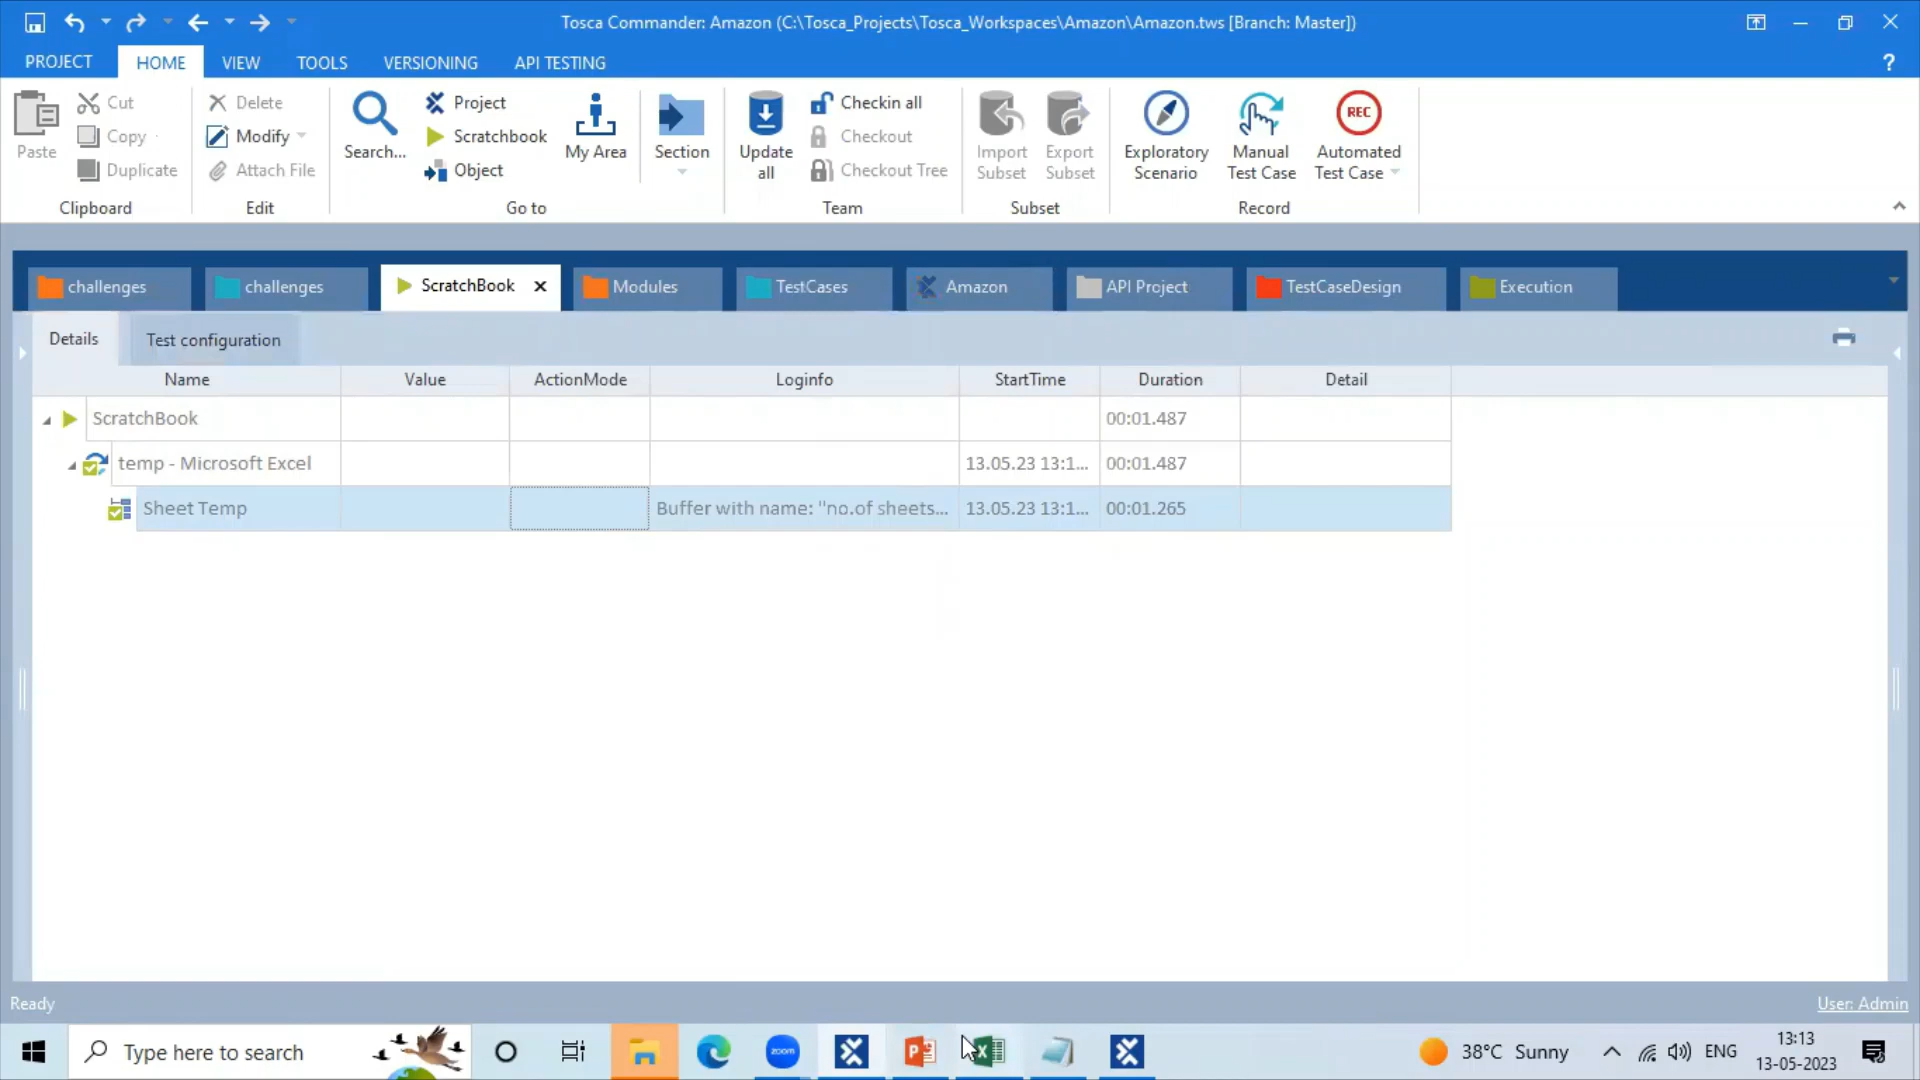 Tosca Commander: Amazon (C:\Tosca_Projects\Tosca_Workspaces\Amazon\Amazon.tws [Branch: Master])
PROJECT HOME VIEW TOOLS VERSIONING API TESTING ?
Paste
Cut
Copy
Duplicate
Clipboard
Delete
Modify
Attach File
Edit
Search...
Project
Scratchbook
Object
My Area
Section
Go to
Update all
Checkin all
Checkout
Checkout Tree
Team
Import Subset
Export Subset
Subset
Exploratory Scenario
Manual Test Case
REC
Automated Test Case
Record
challenges challenges ScratchBook Modules TestCases Amazon API Project TestCaseDesign Execution
Details Test configuration
Name Value ActionMode Loginfo StartTime Duration Detail
ScratchBook 00:01.487
temp - Microsoft Excel 13.05.23 13:1... 00:01.487
Sheet Temp Buffer with name: "no.of sheets... 13.05.23 13:1... 00:01.265
Ready User: Admin
Type here to search zoom 38°C Sunny ENG 13:13
13-05-2023